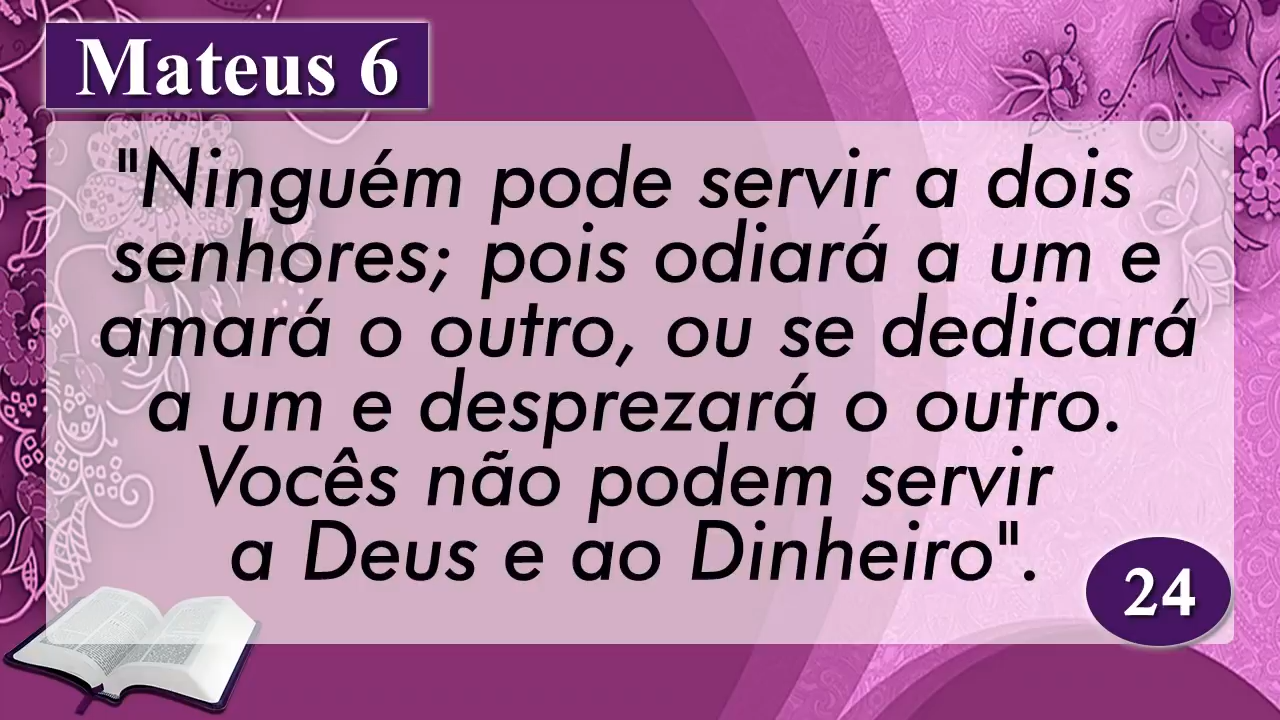 Mateus 6
"Ninguém pode servir a dois
senhores; pois odiará a um e
amará o outro, ou se dedicará
a um e desprezará o outro.
Vocês não podem servir
a Deus e ao Dinheiro".
24